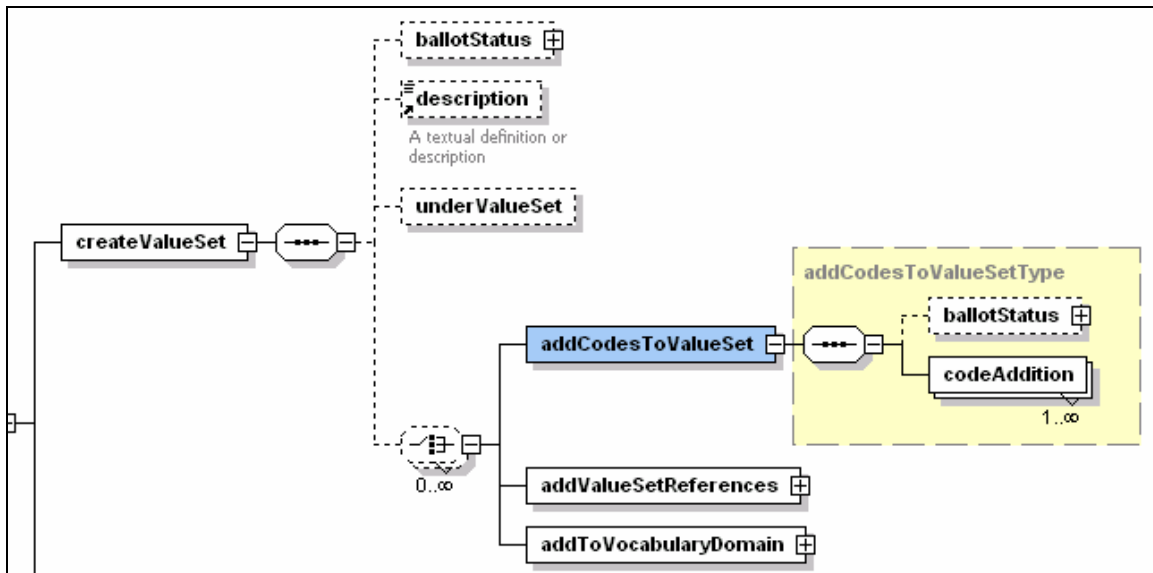 ballotStatus
description
A textual definition or
description
underValueSet
createValueSet
addCodesToValueSetType
ballotStatus
addCodesToValueSet
codeAddition
1..∞
0..∞
addValueSetReferences
addToVocabularyDomain